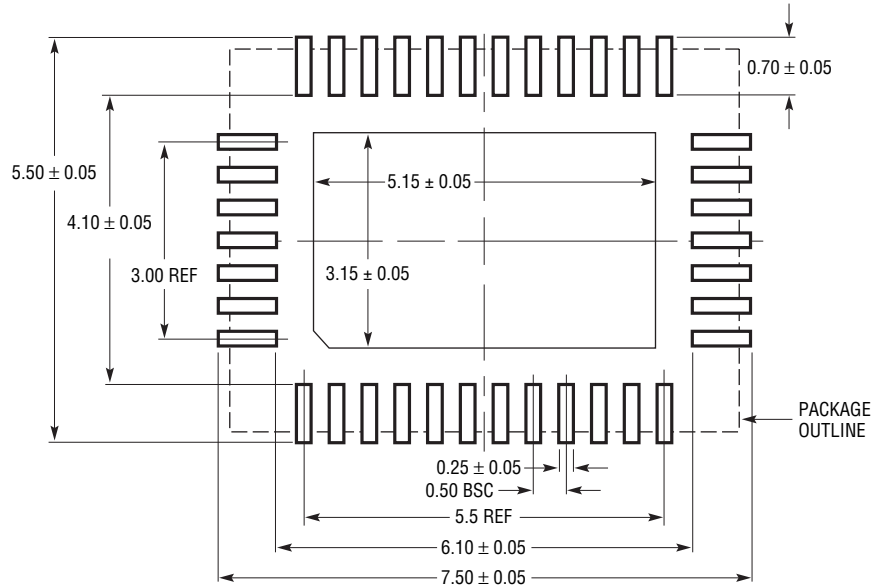 0.70 ± 0.05
5.50 ± 0.05
5.15 ± 0.05
4.10 ± 0.05
3.00 REF
3.15 ± 0.05
PACKAGE
OUTLINE
0.25 ± 0.05
0.50 BSC
5.5 REF
6.10 ± 0.05
7.50 ± 0.05